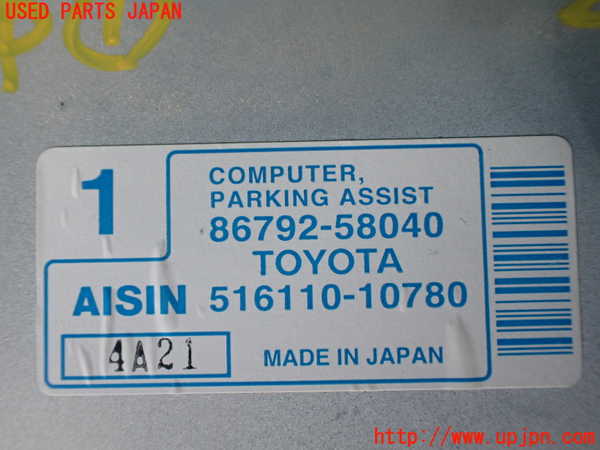 USED PARTS JAPAN
1
COMPUTER,
PARKING ASSIST
86792-58040
TOYOTA
AISIN 516110-10780
4A21
MADE IN JAPAN
http://www.upjpn.com/